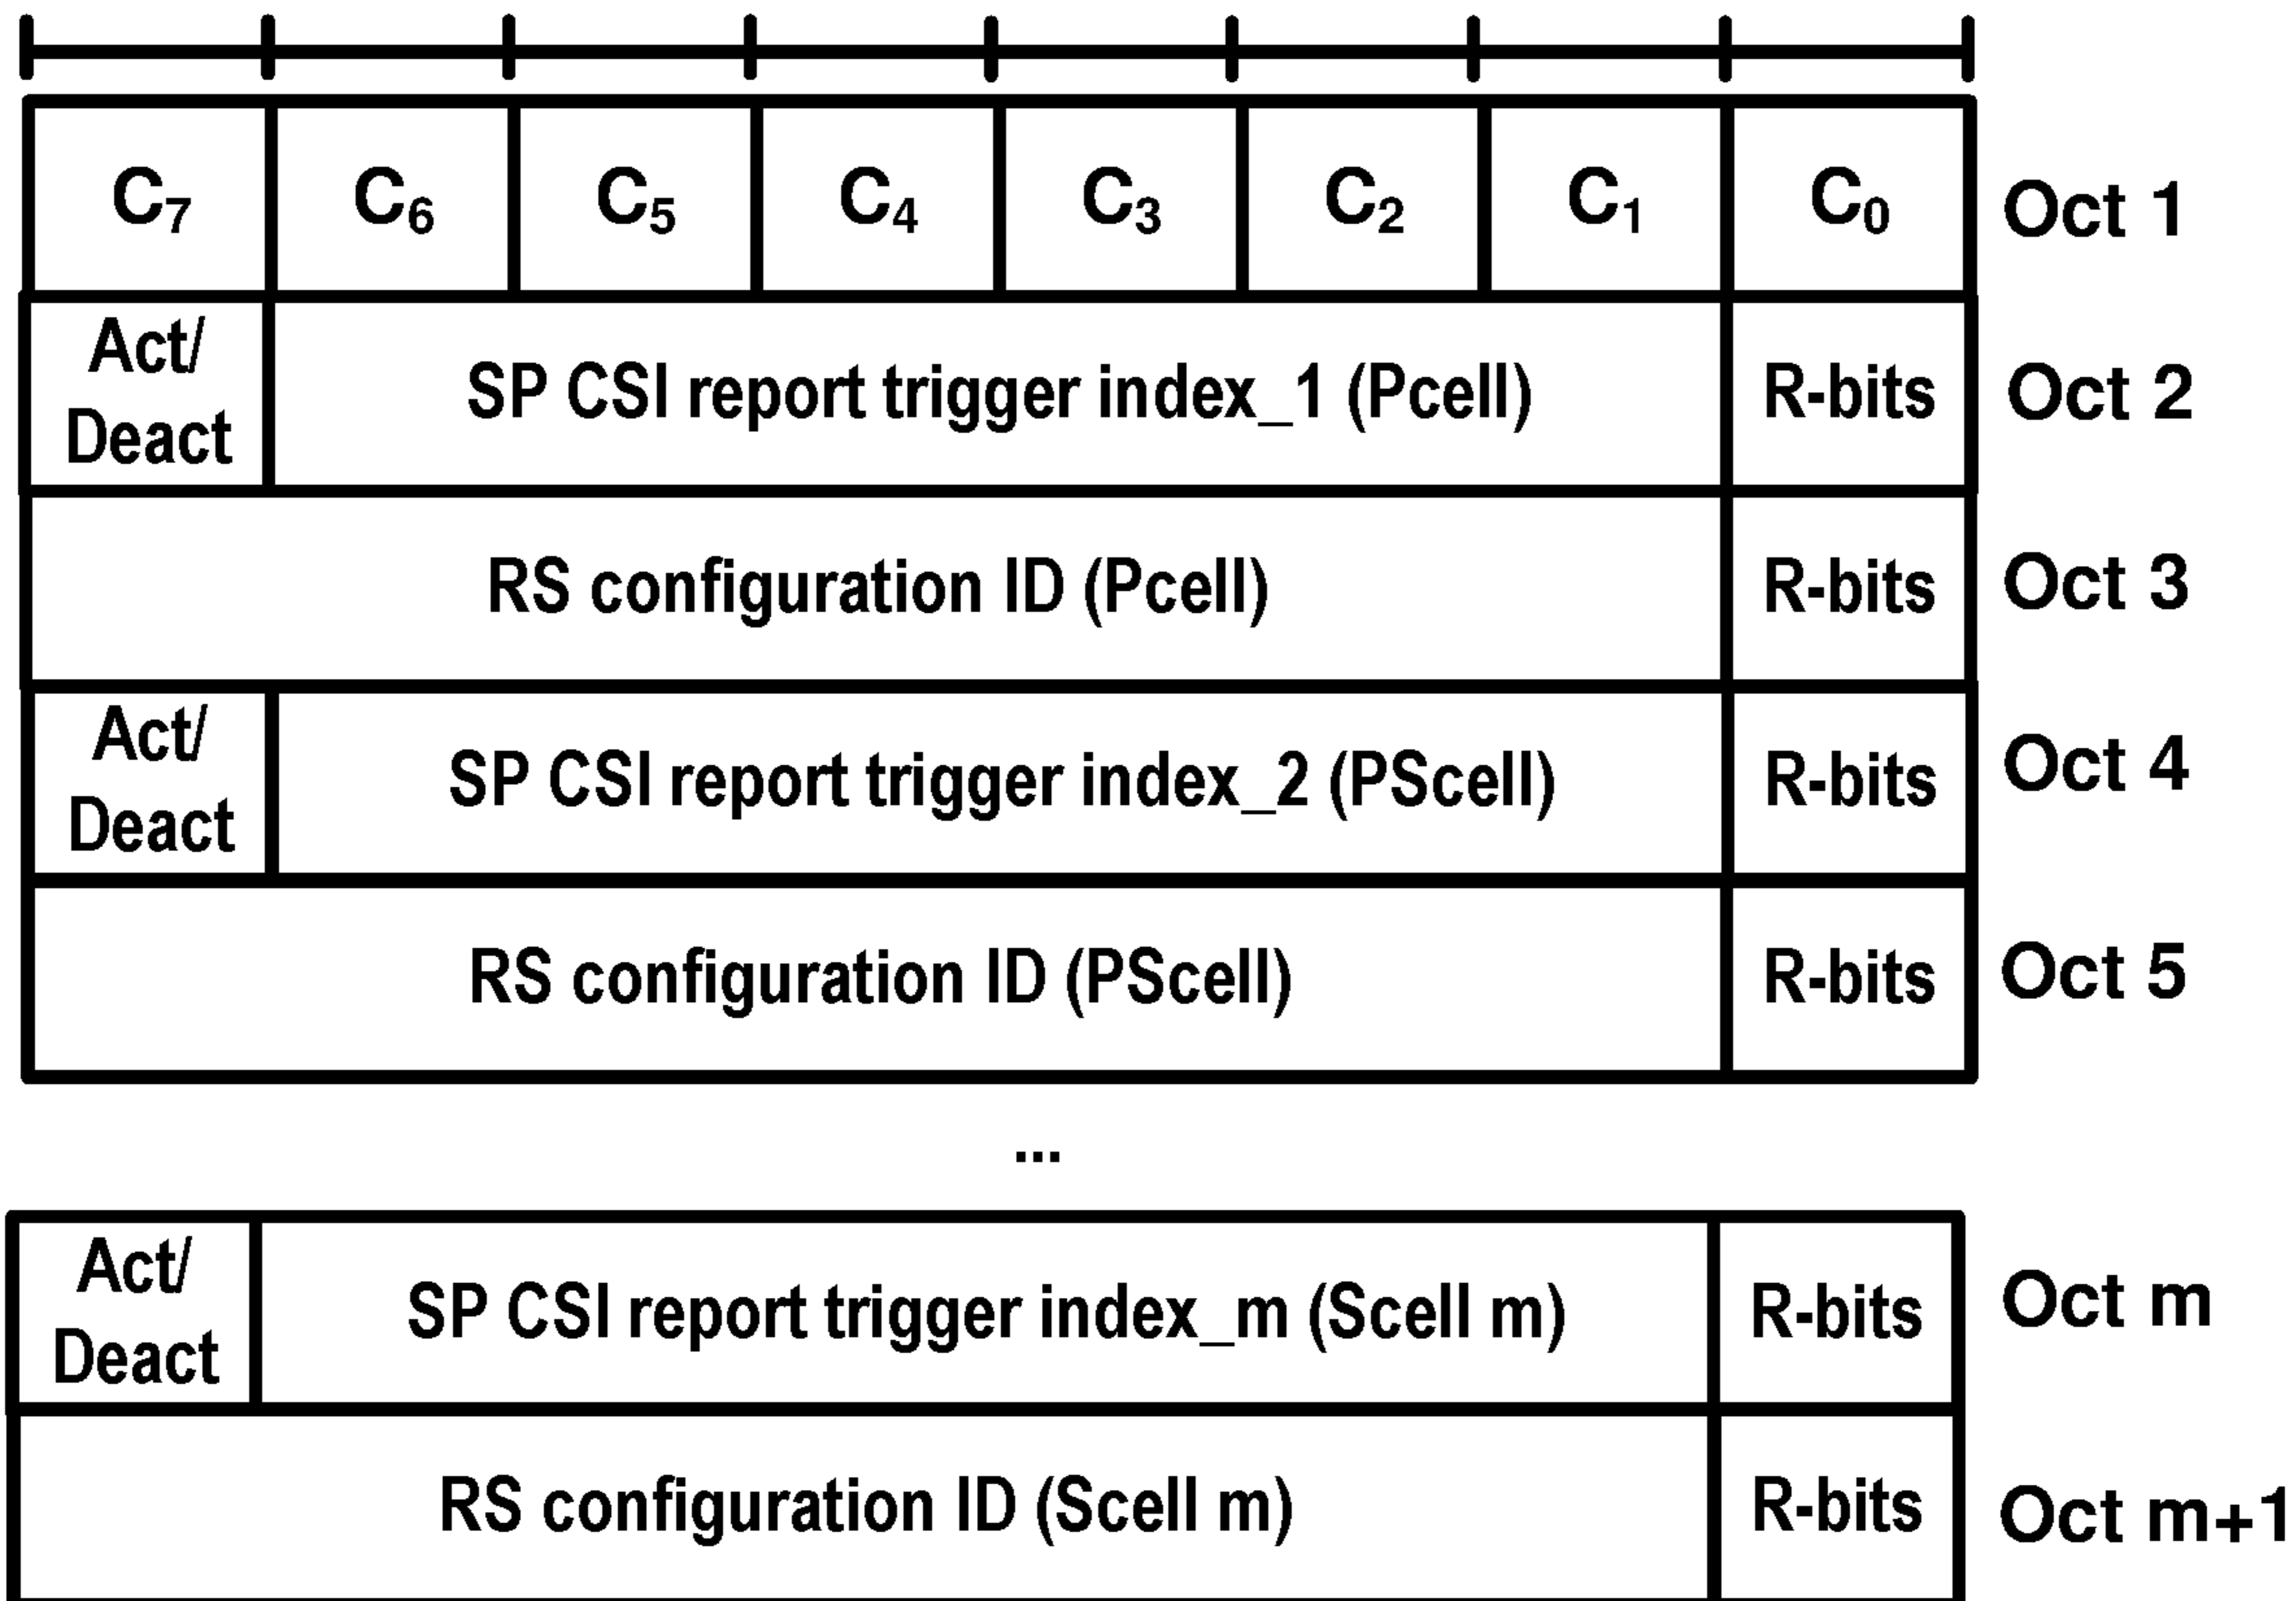 C₇ C₆ C₅ C₄ C₃ C₂ C₁ C₀ Oct 1
Act/
Deact
SP CSI report trigger index_1 (Pcell) R-bits Oct 2
RS configuration ID (Pcell) R-bits Oct 3
Act/
Deact
SP CSI report trigger index_2 (PScell) R-bits Oct 4
RS configuration ID (PScell) R-bits Oct 5
...
Act/
Deact
SP CSI report trigger index_m (Scell m) R-bits Oct m
RS configuration ID (Scell m) R-bits Oct m+1